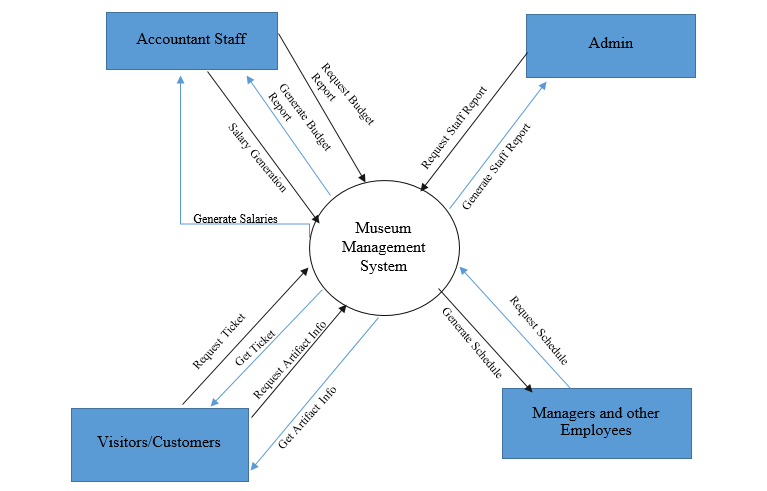 Accountant Staff
Admin
Request Budget
Report
Generate Budget
Report
Salary Generation
Generate Salaries
Request Staff Report
Generate Staff Report
Museum
Management
System
Request Ticket
Get Ticket
Request Artifact Info
Get Artifact Info
Generate Schedule
Request Schedule
Visitors/Customers
Managers and other
Employees